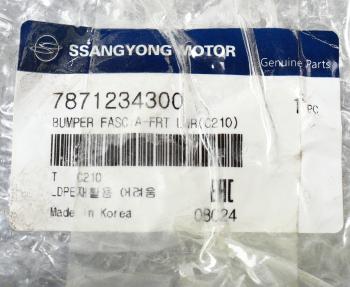 SSANGYONG MOTOR
Genuine Parts
7871234300
1 PC
BUMPER FASCIA-FRT LWR(C210)
T C210
LDPE재활용 어려움
EAC
Made in Korea 08C24